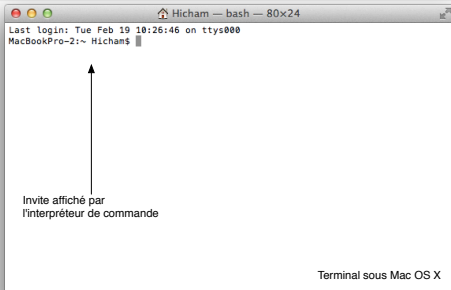 Hicham — bash — 80×24
Last login: Tue Feb 19 10:26:46 on ttys000
MacBookPro-2:~ Hicham$
Invite affiché par
l'interpréteur de commande
Terminal sous Mac OS X